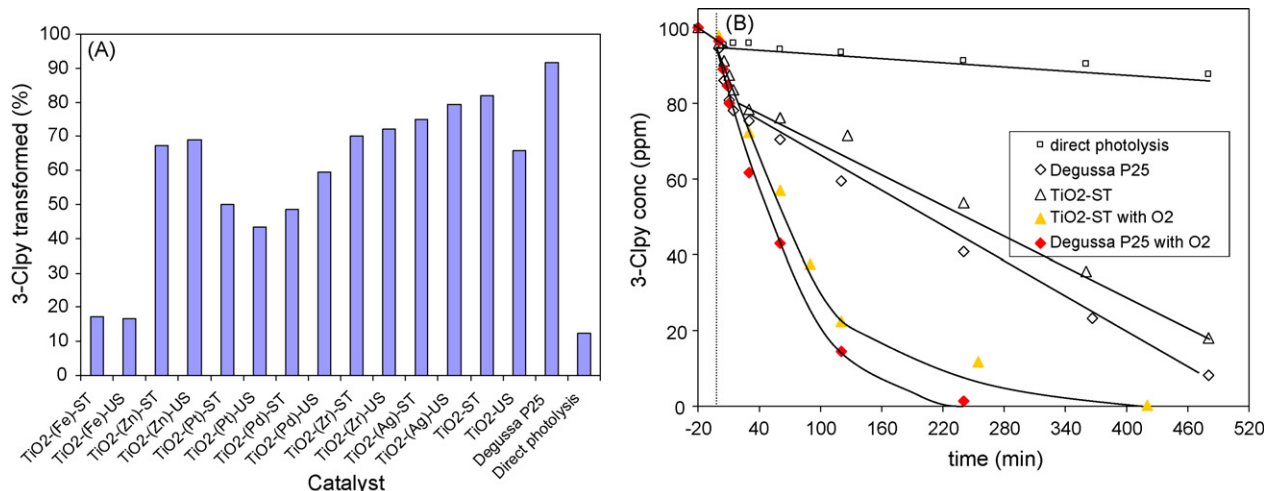 (A)
3-Clpy transformed (%)
100
90
80
70
60
50
40
30
20
10
0
TiO2-(Fe)-ST
TiO2-(Fe)-US
TiO2-(Zn)-ST
TiO2-(Zn)-US
TiO2-(Pt)-ST
TiO2-(Pt)-US
TiO2-(Pd)-ST
TiO2-(Pd)-US
TiO2-(Zr)-ST
TiO2-(Zr)-US
TiO2-(Ag)-ST
TiO2-(Ag)-US
TiO2-ST
TiO2-US
Degussa P25
Direct photolysis
Catalyst
(B)
3-Clpy conc (ppm)
100
80
60
40
20
0
direct photolysis
Degussa P25
TiO2-ST
TiO2-ST with O2
Degussa P25 with O2
-20 40 100 160 220 280 340 400 460 520
time (min)